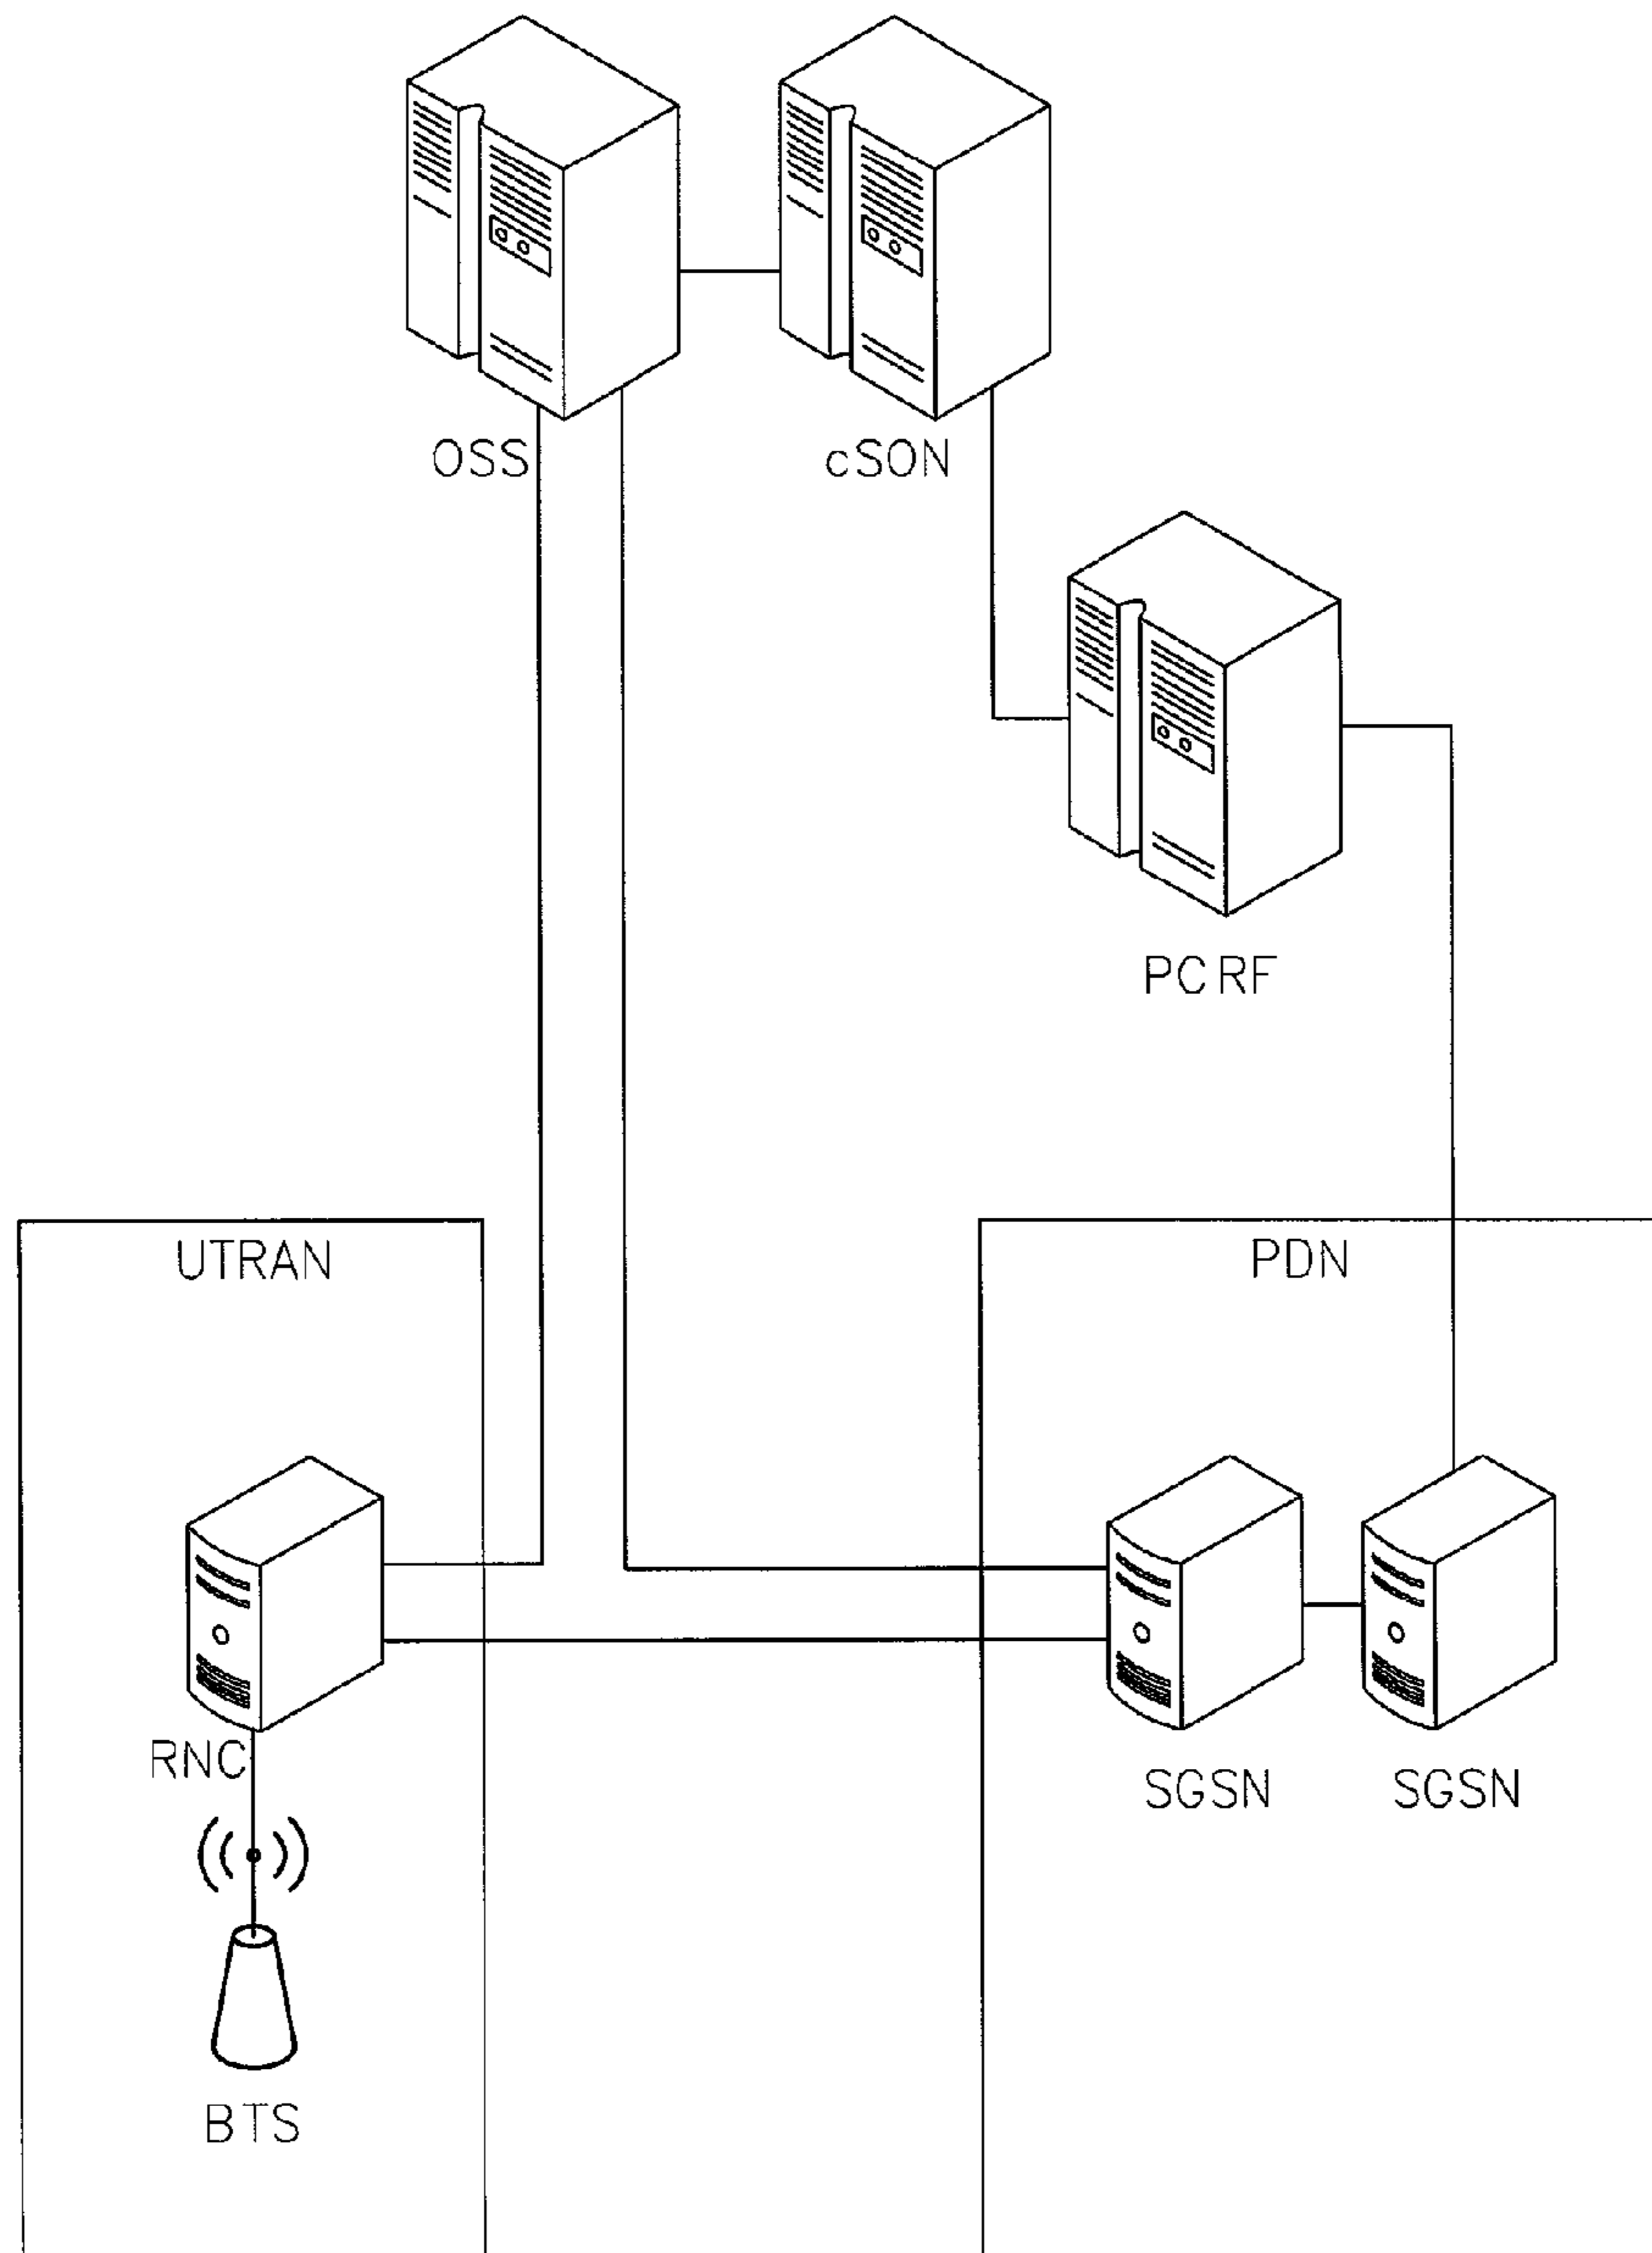 OSS
cSON
PCRF
UTRAN
PDN
RNC
SGSN
SGSN
BTS